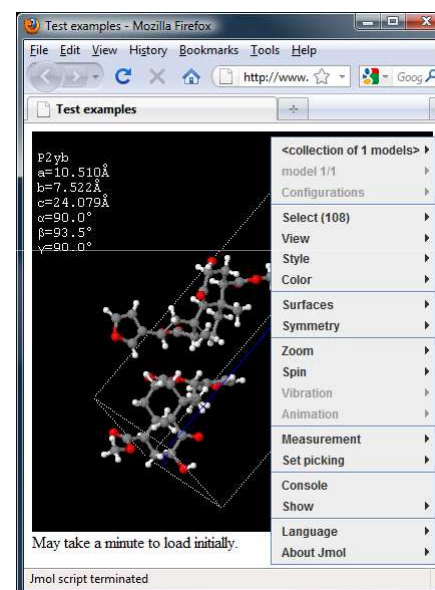 Test examples - Mozilla Firefox
File Edit View History Bookmarks Tools Help
http://www. Goog
Test examples
P2yb
a=10.510Å
b=7.522Å
c=24.079Å
α=90.0°
β=93.5°
γ=90.0°
<collection of 1 models>
model 1/1
Configurations
Select (108)
View
Style
Color
Surfaces
Symmetry
Zoom
Spin
Vibration
Animation
Measurement
Set picking
Console
Show
Language
About Jmol
May take a minute to load initially.
Jmol script terminated